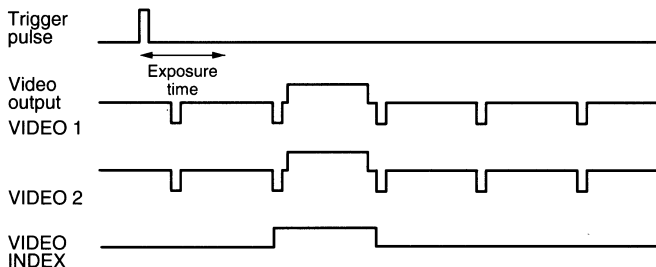 Trigger
pulse
Exposure
time
Video
output
VIDEO 1
VIDEO 2
VIDEO
INDEX